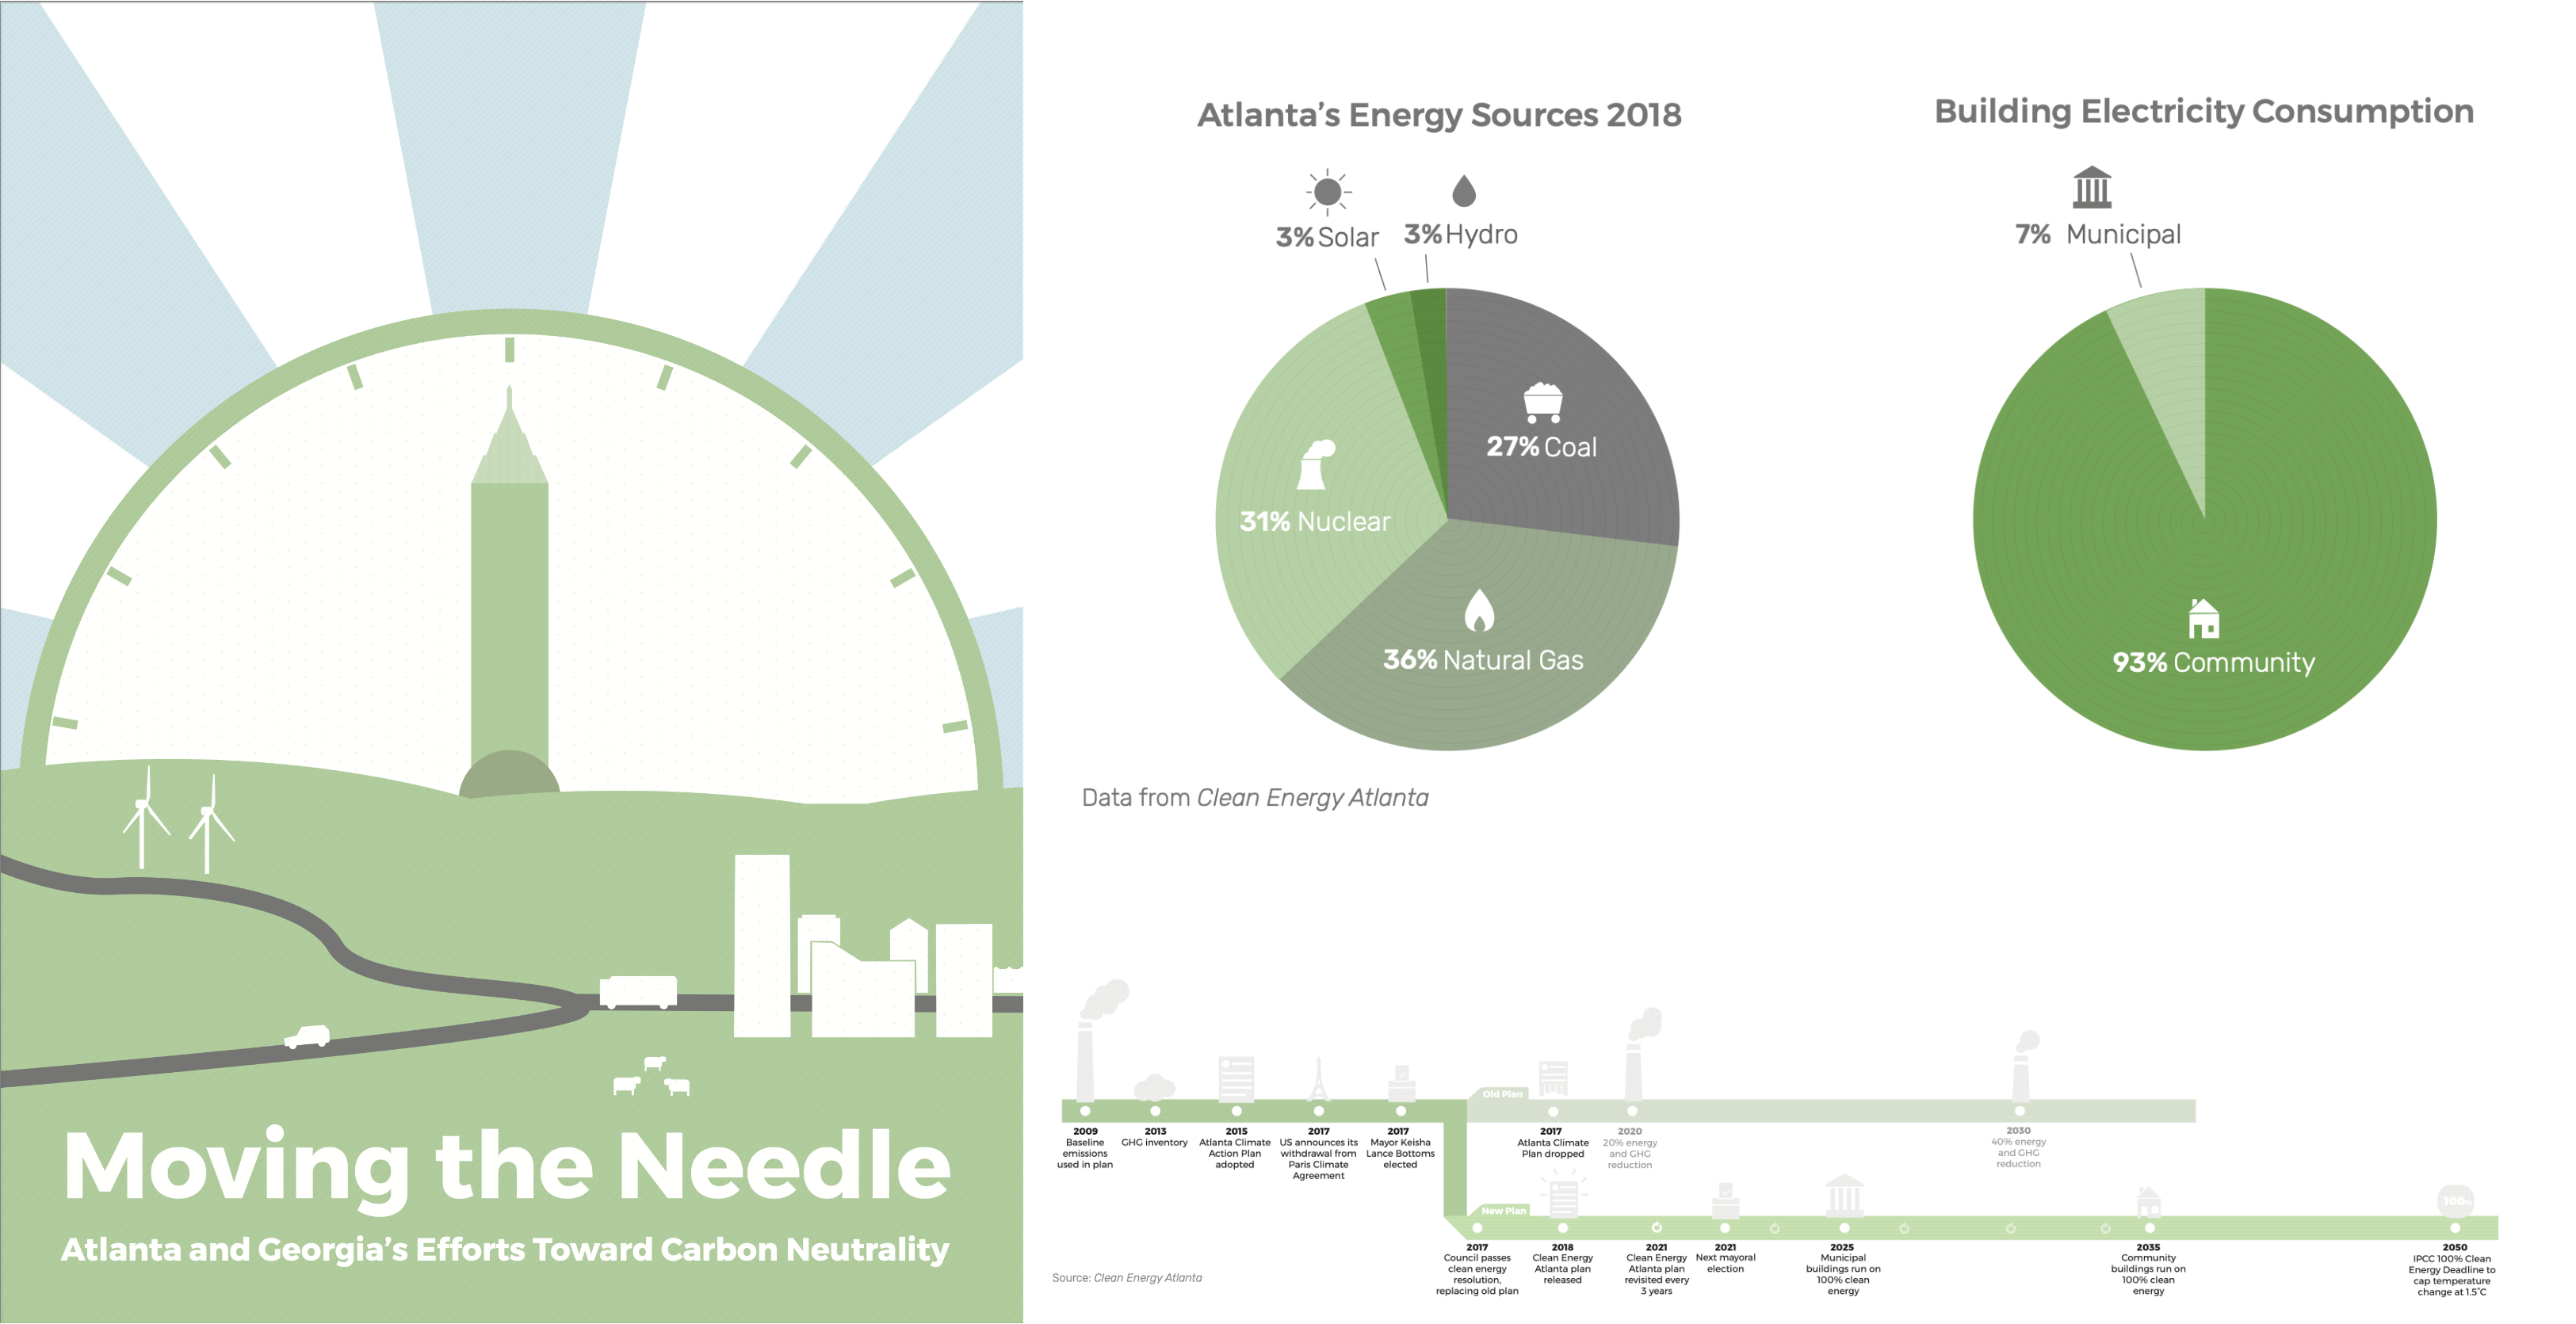 Moving the Needle
Atlanta and Georgia's Efforts Toward Carbon Neutrality
Atlanta's Energy Sources 2018
3% Solar
3% Hydro
27% Coal
31% Nuclear
36% Natural Gas
Data from Clean Energy Atlanta
Building Electricity Consumption
7% Municipal
93% Community
Old Plan
2009
Baseline
emissions
used in plan
2013
GHG inventory
2015
Atlanta Climate
Action Plan
adopted
2017
US announces its
withdrawal from
Paris Climate
Agreement
2017
Mayor Keisha
Lance Bottoms
elected
2017
Atlanta Climate
Plan dropped
2020
20% energy
and GHG
reduction
2030
40% energy
and GHG
reduction
New Plan
100%
2017
Council passes
clean energy
resolution,
replacing old plan
2018
Clean Energy
Atlanta plan
released
2021
Clean Energy
Atlanta plan
revisited every
3 years
2021
Next mayoral
election
2025
Municipal
buildings run on
100% clean
energy
2035
Community
buildings run on
100% clean
energy
2050
IPCC 100% Clean
Energy Deadline to
cap temperature
change at 1.5°C
Source: Clean Energy Atlanta